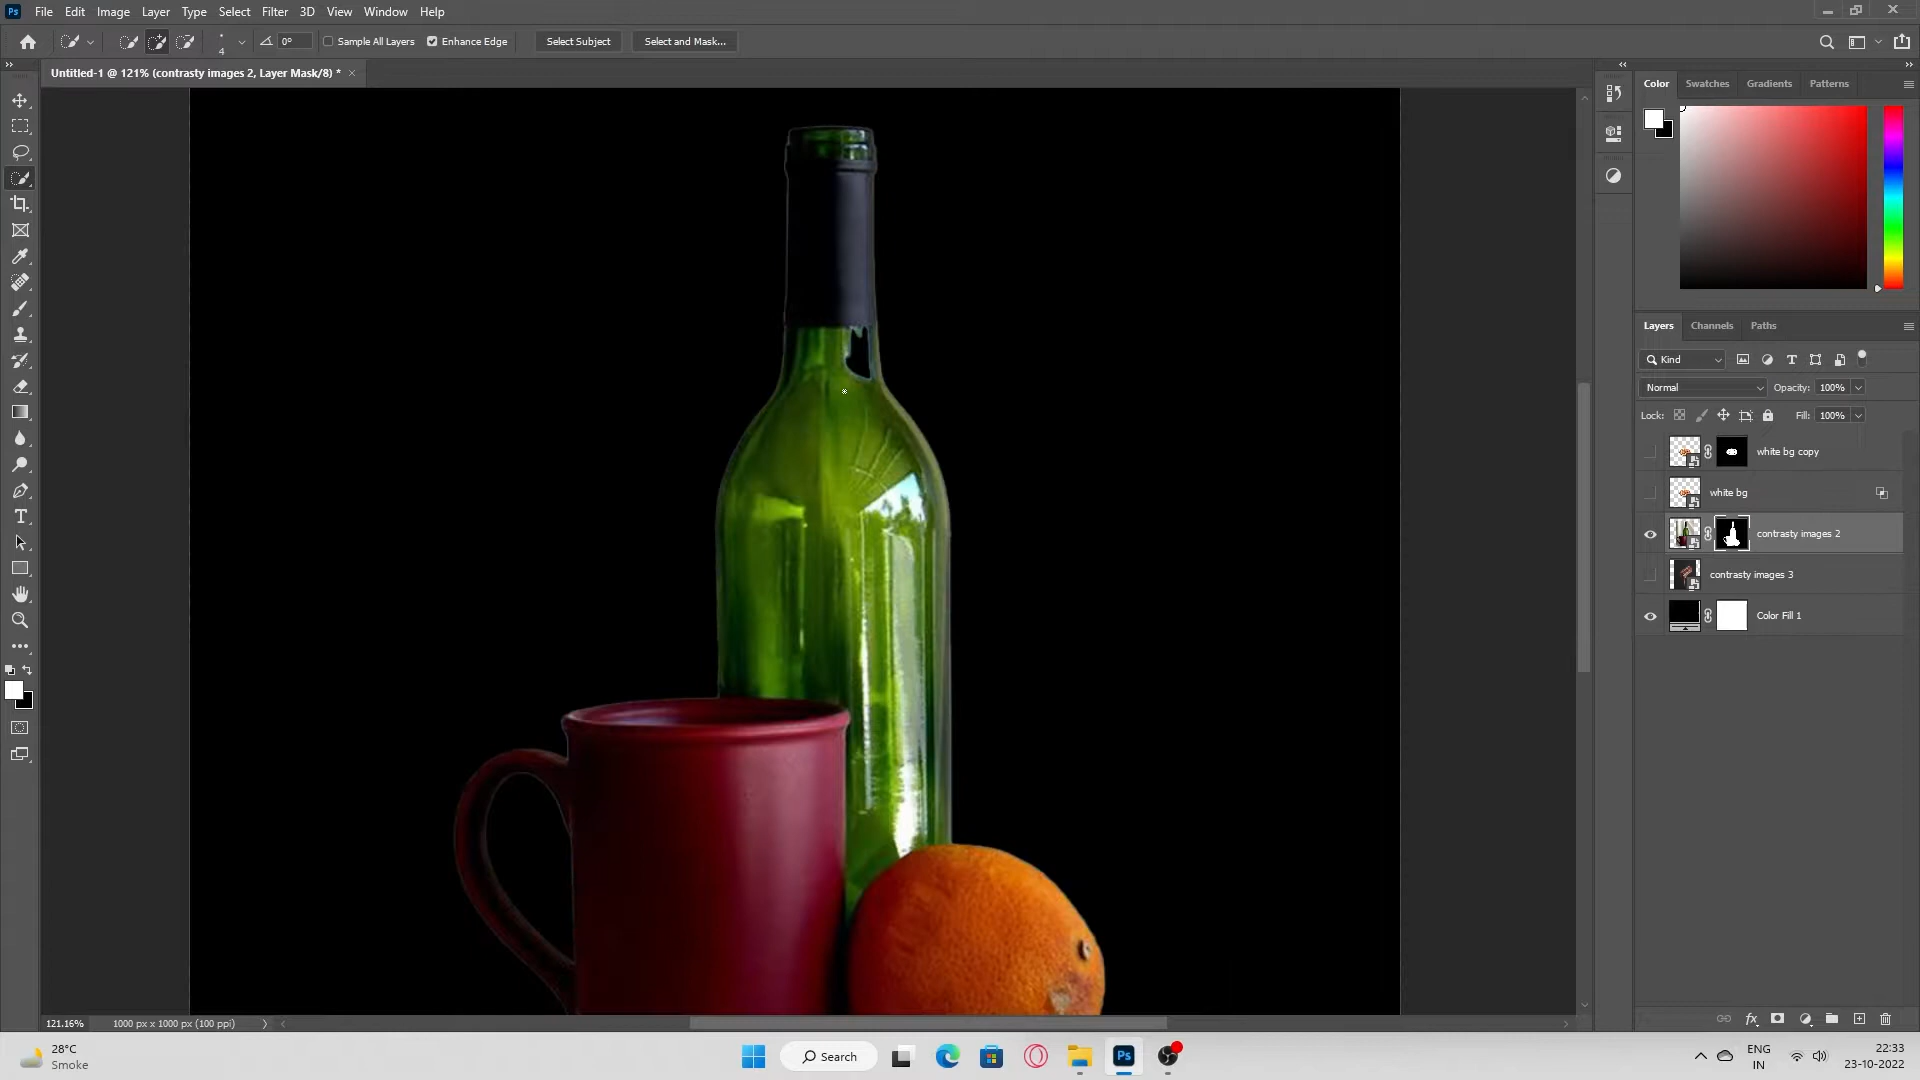 Ps File Edit Image Layer Type Select Filter 3D View Window Help
4 0° Sample All Layers Enhance Edge Select Subject Select and Mask...
Untitled-1 @ 121% (contrasty images 2, Layer Mask/8) *
Color Swatches Gradients Patterns
Layers Channels Paths
Kind
Normal Opacity: 100%
Lock: Fill: 100%
white bg copy
white bg
contrasty images 2
contrasty images 3
Color Fill 1
121.16% 1000 px x 1000 px (100 ppi)
fx
28°C
Smoke
Search
Ps
ENG
IN
22:33
23-10-2022